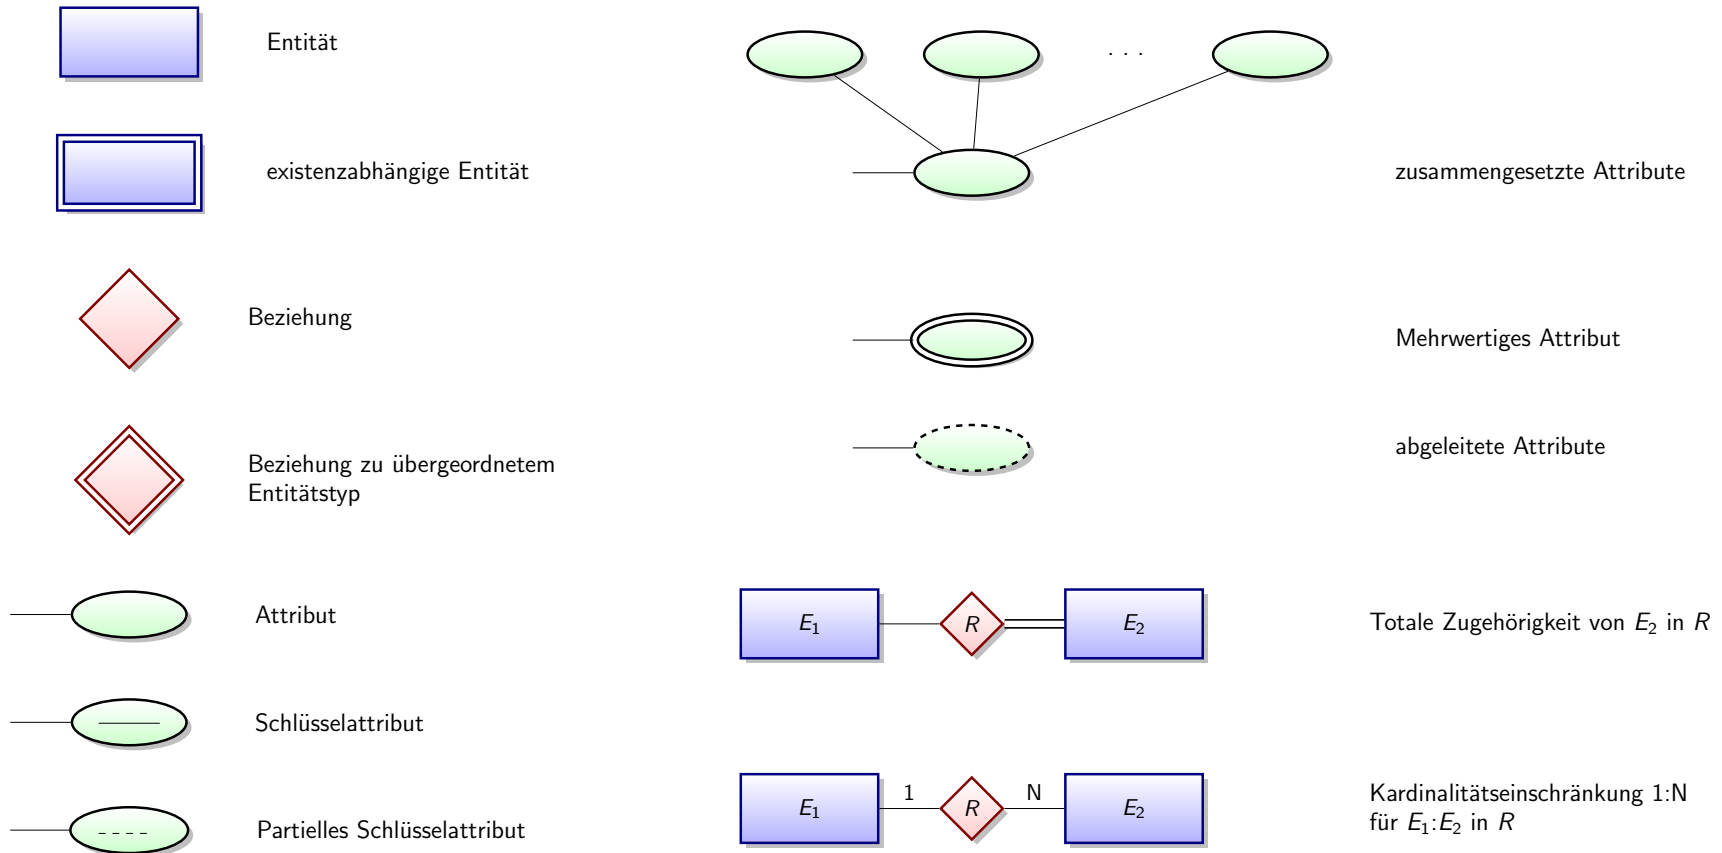 Entität
existenzabhängige Entität
Beziehung
Beziehung zu übergeordnetem
Entitätstyp
Attribut
Schlüsselattribut
Partielles Schlüsselattribut
. . .
zusammengesetzte Attribute
Mehrwertiges Attribut
abgeleitete Attribute
E₁ R E₂
Totale Zugehörigkeit von E₂ in R
E₁ 1 R N E₂
Kardinalitätseinschränkung 1:N
für E₁:E₂ in R